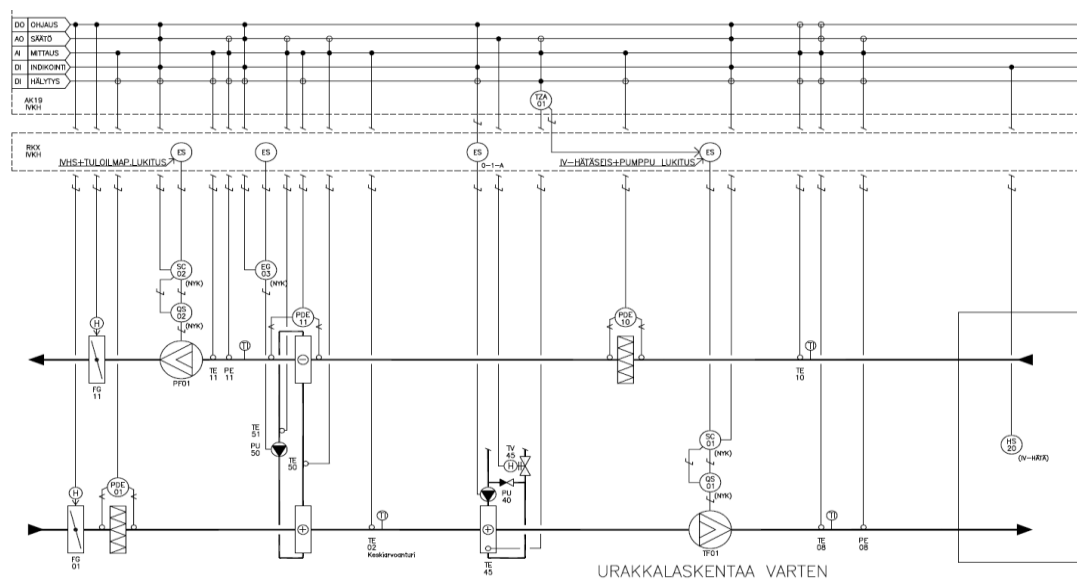 DO OHJAUS
AO SÄÄTÖ
AI MITTAUS
DI INDIKOINTI
DI HÄLYTYS
AK19
IVKH
TZA
01
RKX
IVKH
ES
ES
ES
ES
IVHS+TULOILMAP.LUKITUS
0-1-A
IV-HÄTÄSEIS+PUMPPU LUKITUS
SC
02
(NYK)
EG
03
(NYK)
QS
02
(NYK)
PDE
11
PDE
10
H
TI
TI
FG
11
PF01
TE
11
PE
11
TE
10
TE
51
PU
50
TE
50
TV
45
H
SC
01
(NYK)
HS
20
(IV-HÄTÄ)
PDE
01
QS
01
(NYK)
H
PU
40
TI
TI
FG
01
TE
02
Keskiarvoanturi
TE
45
TF01
TE
08
PE
08
URAKKALASKENTAA VARTEN